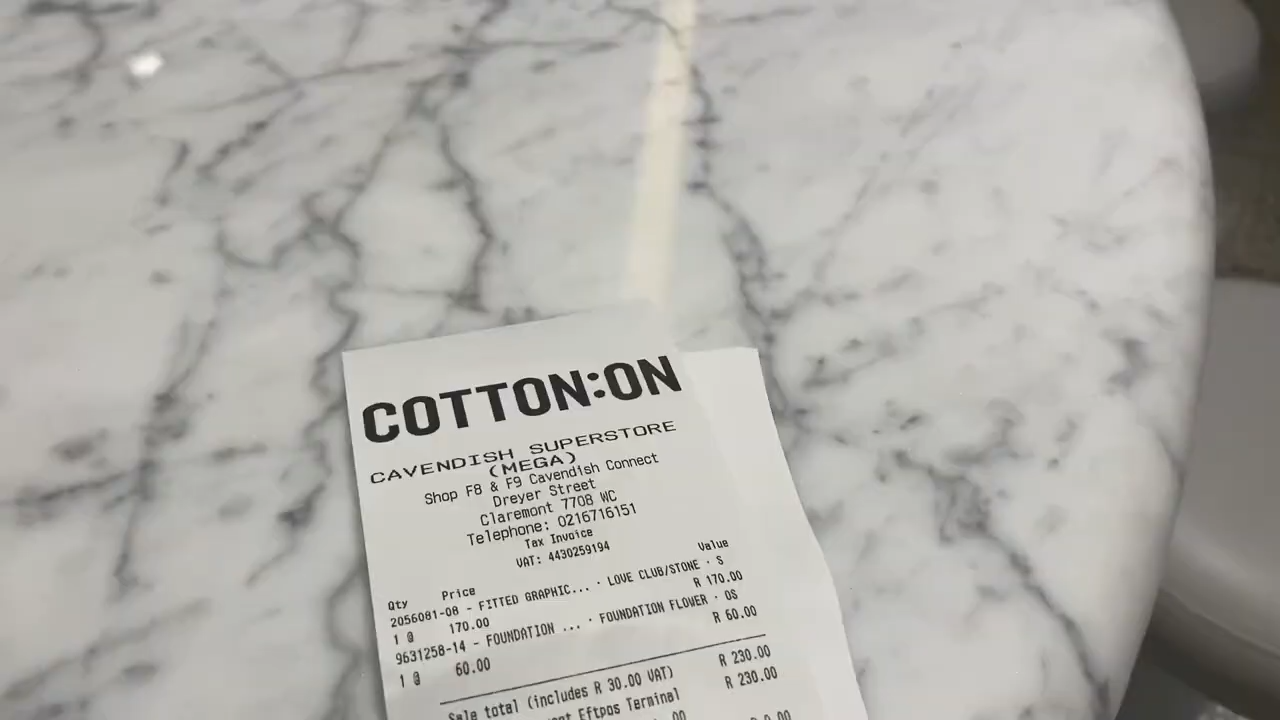 COTTON:ON
CAVENDISH SUPERSTORE
(MEGA)
Shop F8 & F9 Cavendish Connect
Dreyer Street
Claremont 7708 WC
Telephone: 0216716151
Tax Invoice
VAT: 4430259194
Qty Price Value
2056081-08 - FITTED GRAPHIC... · LOVE CLUB/STONE · S
1 @ 170.00 R 170.00
9631258-14 - FOUNDATION ... · FOUNDATION FLOWER · OS
1 @ 60.00 R 60.00
Sale total (includes R 30.00 VAT) R 230.00
Eftpos Terminal R 230.00